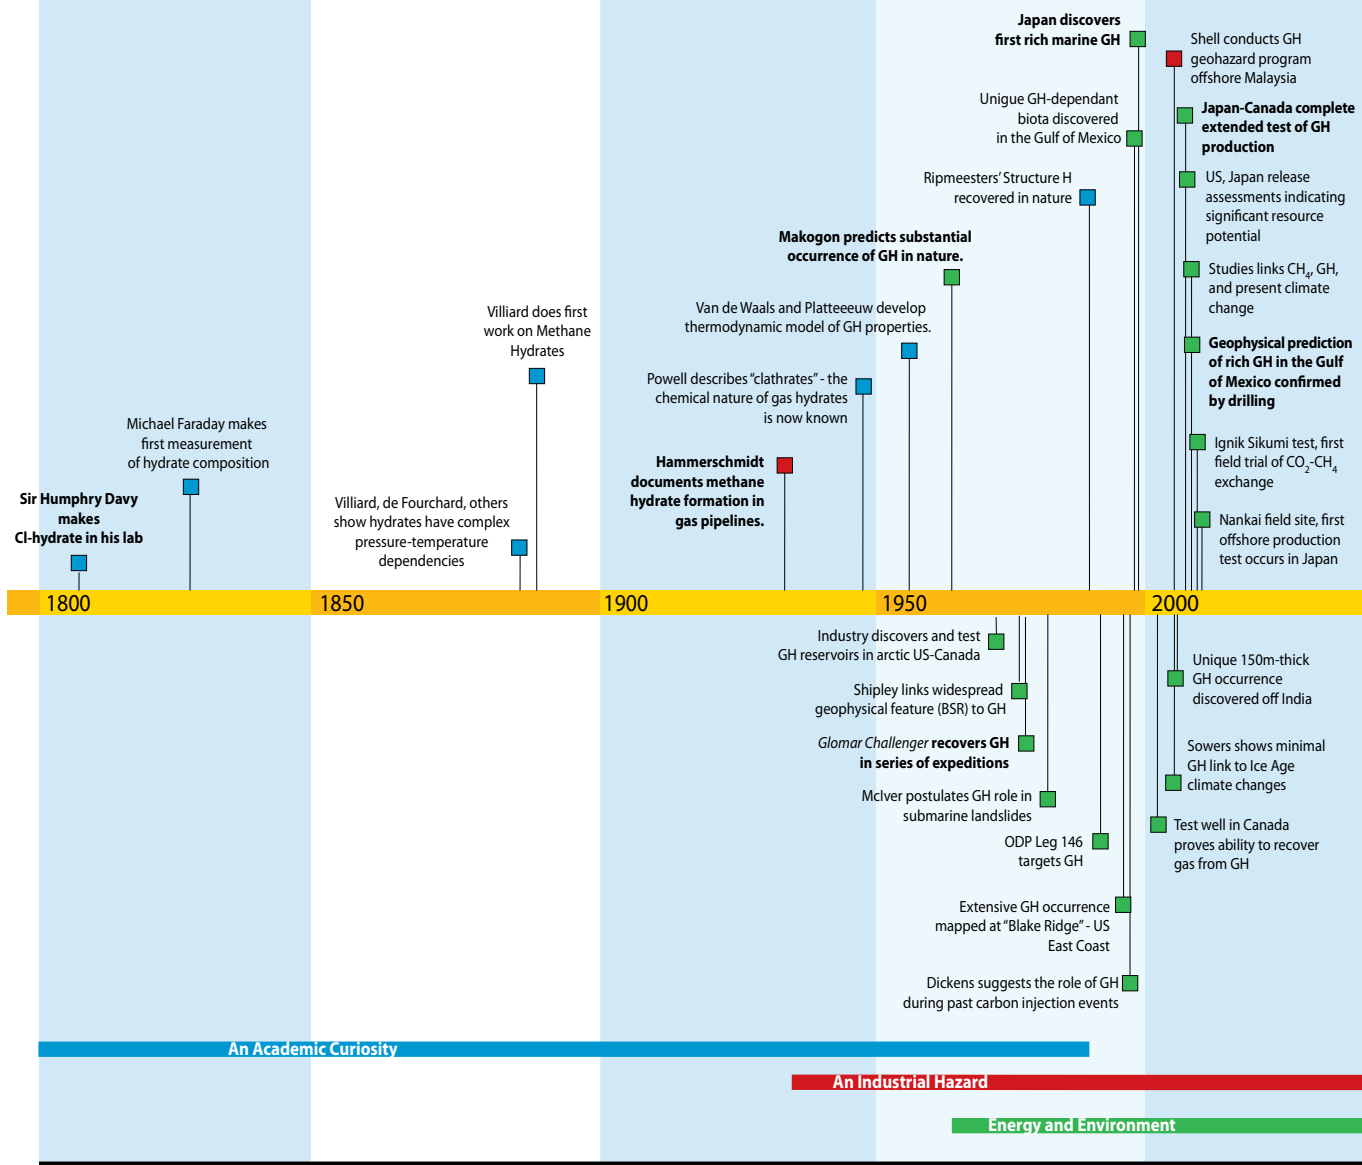 Japan discovers
first rich marine GH
Shell conducts GH
geohazard program
offshore Malaysia
Unique GH-dependant
biota discovered
in the Gulf of Mexico
Japan-Canada complete
extended test of GH
production
Ripmeesters' Structure H
recovered in nature
US, Japan release
assessments indicating
significant resource
potential
Makogon predicts substantial
occurrence of GH in nature.
Studies links CH4, GH,
and present climate
change
Villiard does first
work on Methane
Hydrates
Van de Waals and Platteeeuw develop
thermodynamic model of GH properties.
Geophysical prediction
of rich GH in the Gulf
of Mexico confirmed
by drilling
Powell describes "clathrates" - the
chemical nature of gas hydrates
is now known
Michael Faraday makes
first measurement
of hydrate composition
Ignik Sikumi test, first
field trial of CO2-CH4
exchange
Hammerschmidt
documents methane
hydrate formation in
gas pipelines.
Sir Humphry Davy
makes
Cl-hydrate in his lab
Villiard, de Fourchard, others
show hydrates have complex
pressure-temperature
dependencies
Nankai field site, first
offshore production
test occurs in Japan
1800
1850
1900
1950
2000
Industry discovers and test
GH reservoirs in arctic US-Canada
Unique 150m-thick
GH occurrence
discovered off India
Shipley links widespread
geophysical feature (BSR) to GH
Glomar Challenger recovers GH
in series of expeditions
Sowers shows minimal
GH link to Ice Age
climate changes
McIver postulates GH role in
submarine landslides
Test well in Canada
proves ability to recover
gas from GH
ODP Leg 146
targets GH
Extensive GH occurrence
mapped at "Blake Ridge" - US
East Coast
Dickens suggests the role of GH
during past carbon injection events
An Academic Curiosity
An Industrial Hazard
Energy and Environment